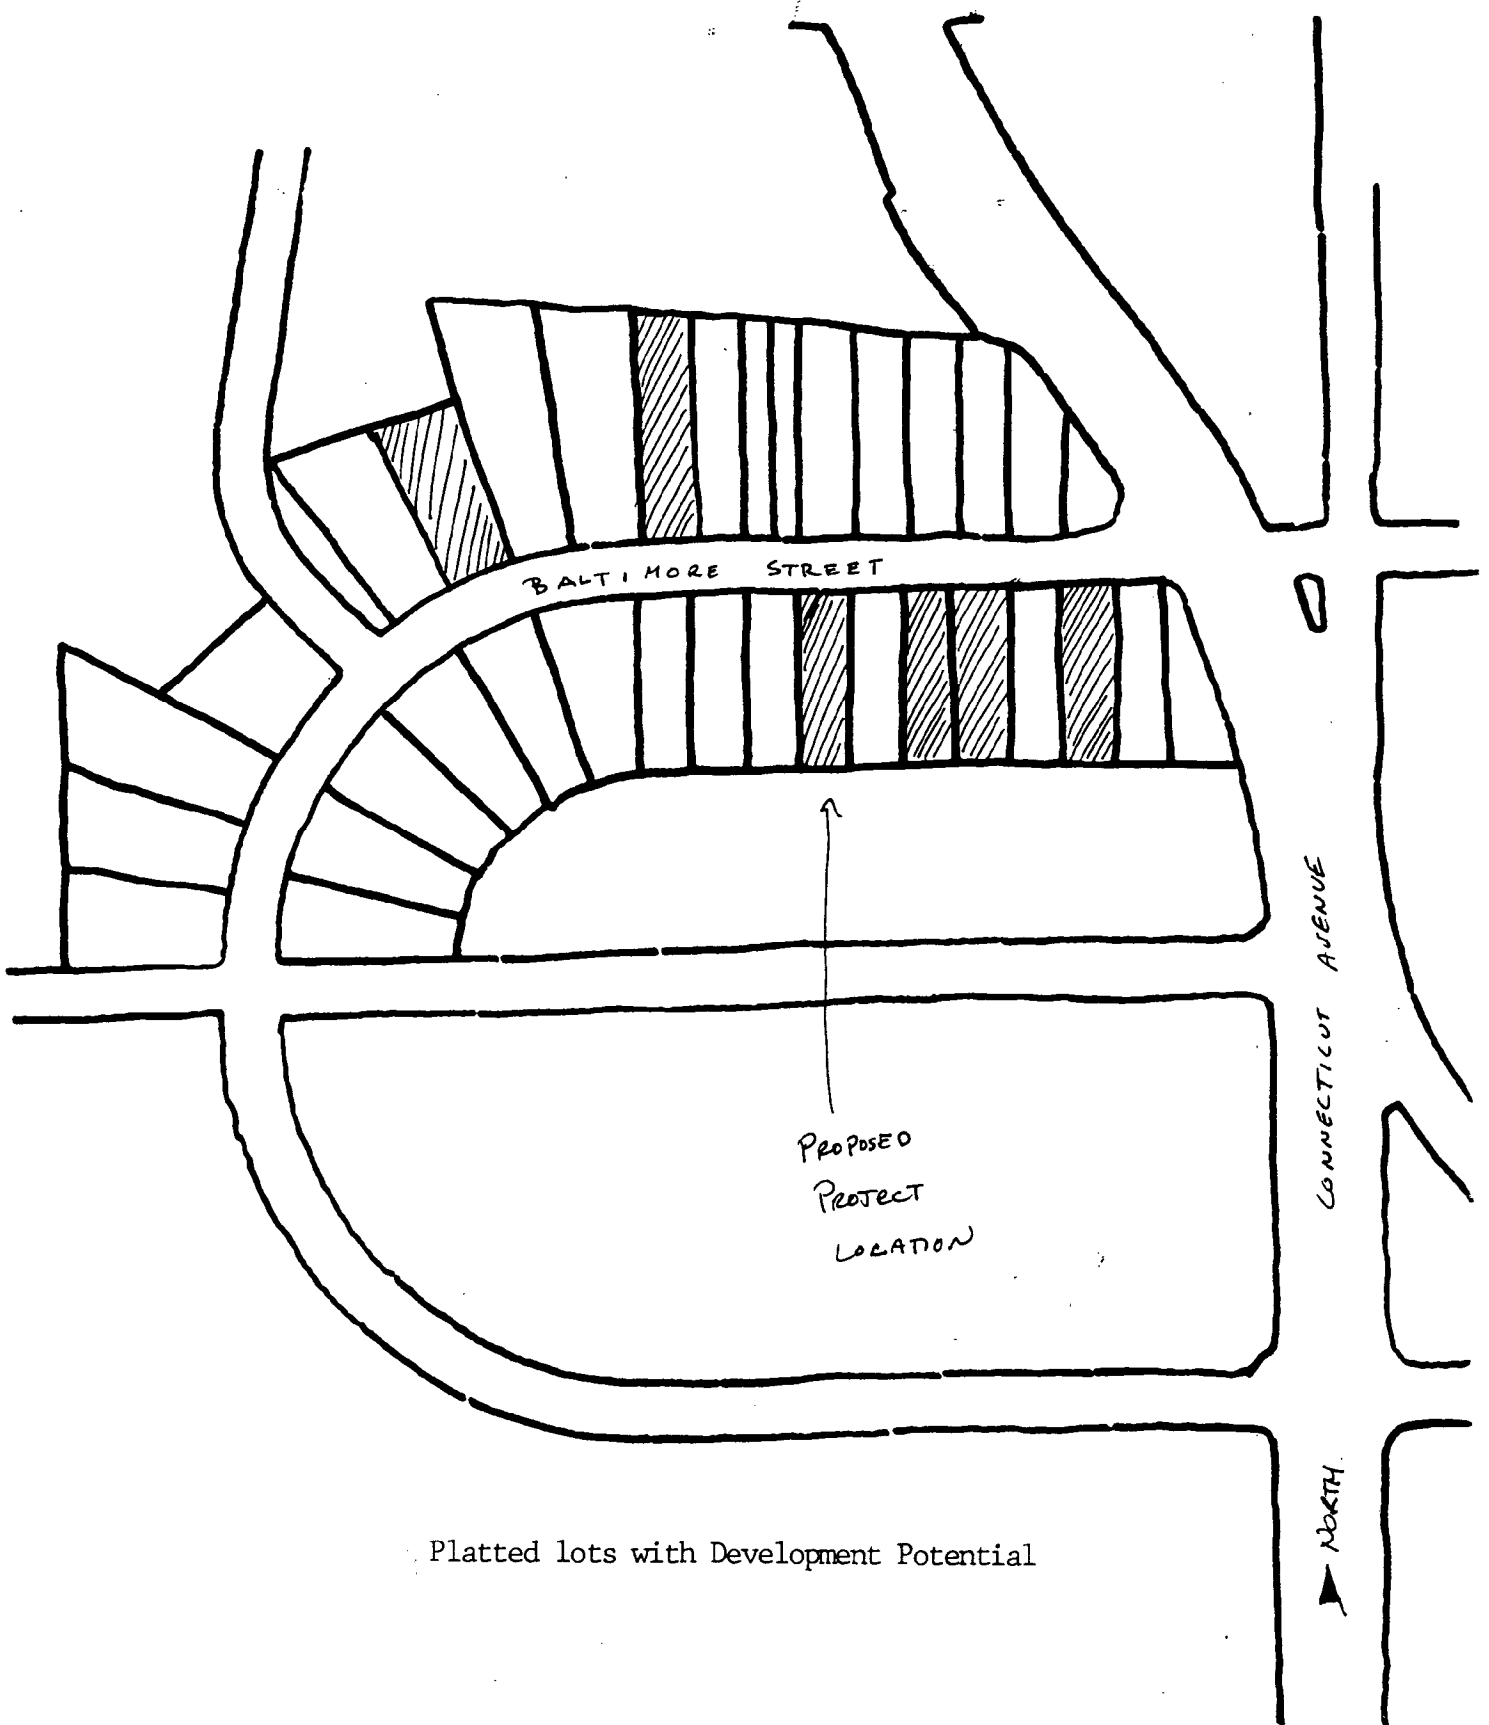 BALTIMORE STREET
CONNECTICUT AVENUE
PROPOSED
PROJECT
LOCATION
NORTH
Platted lots with Development Potential